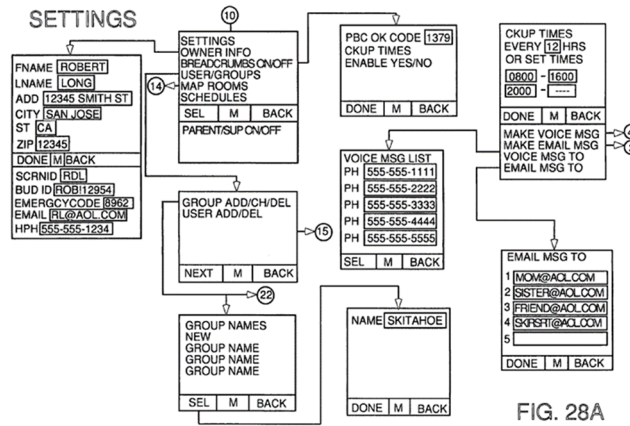 SETTINGS
10
FNAME ROBERT
LNAME LONG
ADD 12345 SMITH ST
CITY SAN JOSE
ST CA
ZIP 12345
DONE M BACK
SCRNID RDL
BUD ID ROB!12954
EMERGCYCODE 8962
EMAIL RL@AOL.COM
HPH 555-555-1234
SETTINGS
OWNER INFO
BREADCRUMBS ON/OFF
USER/GROUPS
MAP ROOMS
SCHEDULES
SEL M BACK
PARENT/SUP ON/OFF
14
PBC OK CODE 1379
CKUP TIMES
ENABLE YES/NO
DONE M BACK
CKUP TIMES
EVERY 12 HRS
OR SET TIMES
0800 - 1600
2000 - ----
DONE M BACK
MAKE VOICE MSG
MAKE EMAIL MSG
VOICE MSG TO
EMAIL MSG TO
VOICE MSG LIST
PH 555-555-1111
PH 555-555-2222
PH 555-555-3333
PH 555-555-4444
PH 555-555-5555
SEL M BACK
GROUP ADD/CH/DEL
USER ADD/DEL
NEXT M BACK
15
22
EMAIL MSG TO
1 MOM@AOL.COM
2 SISTER@AOL.COM
3 FRIEND@AOL.COM
4 SKIRSRT@AOL.COM
5
DONE M BACK
GROUP NAMES
NEW
GROUP NAME
GROUP NAME
GROUP NAME
SEL M BACK
NAME SKITAHOE
DONE M BACK
FIG. 28A